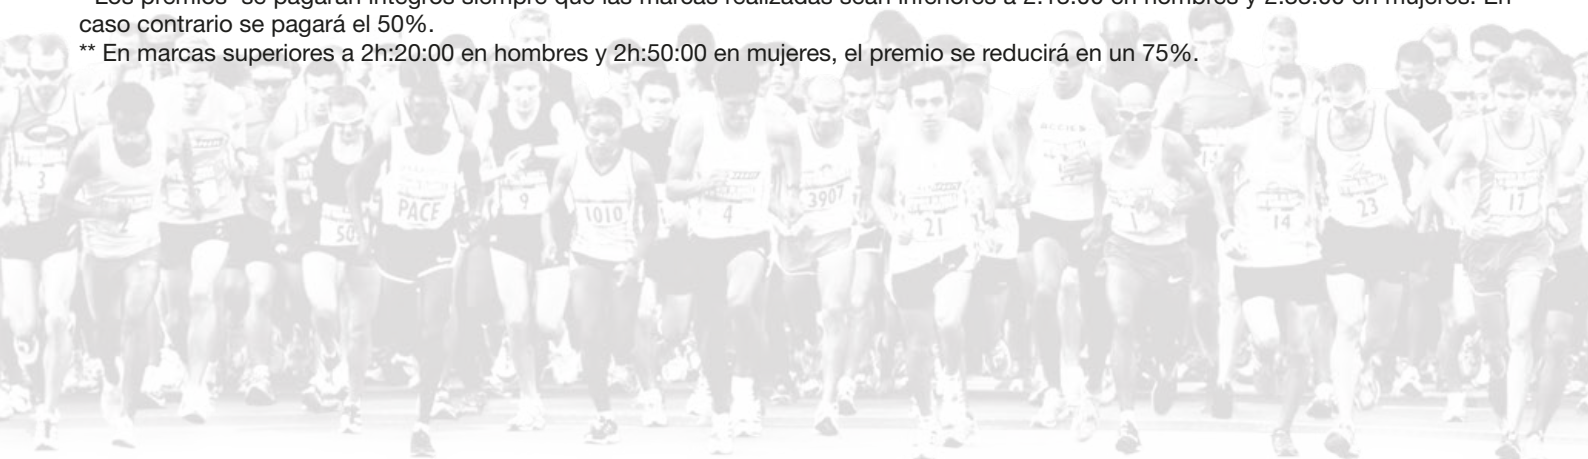 Los premios se pagarán íntegros siempre que las marcas realizadas sean inferiores a en hombres y en mujeres. En
caso contrario se pagará el 50%.
** En marcas superiores a 2h:20:00 en hombres y 2h:50:00 en mujeres, el premio se reducirá en un 75%.
3
PACE
50
9
1010
4
3907
21
1
14
23
17